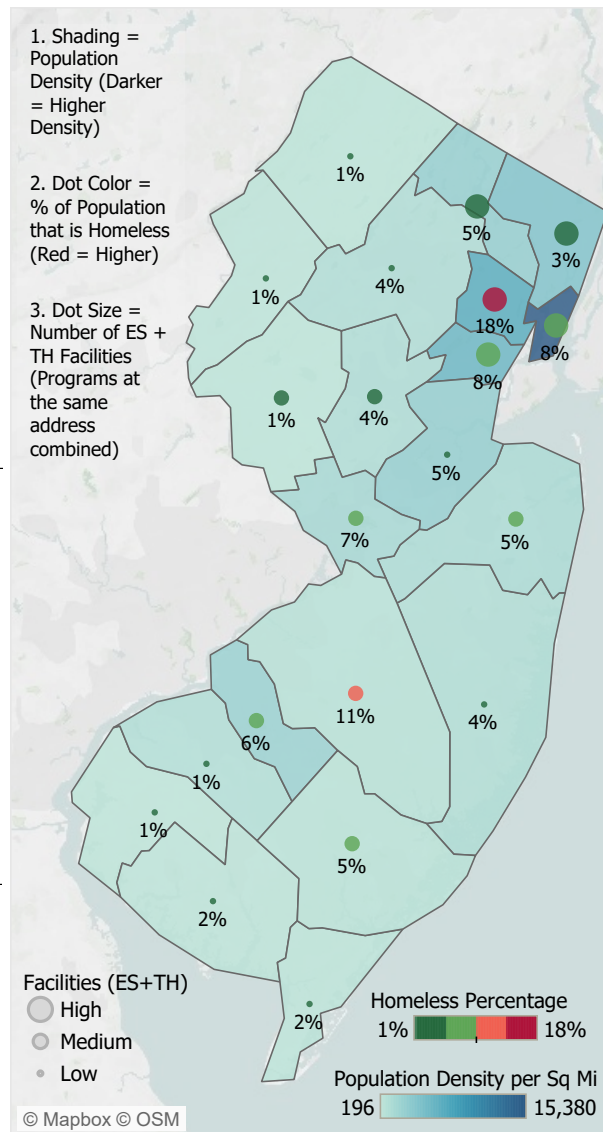 1. Shading =
Population
Density (Darker
= Higher
Density)
2. Dot Color =
% of Population
that is Homeless
(Red = Higher)
3. Dot Size =
Number of ES +
TH Facilities
(Programs at
the same
address
combined)
1%
5%
3%
1%
4%
18%
8%
8%
1%
4%
5%
7%
5%
11%
4%
6%
1%
1%
5%
2%
2%
Facilities (ES+TH)
High
Medium
Low
Homeless Percentage
1% 18%
Population Density per Sq Mi
196 15,380
© Mapbox © OSM